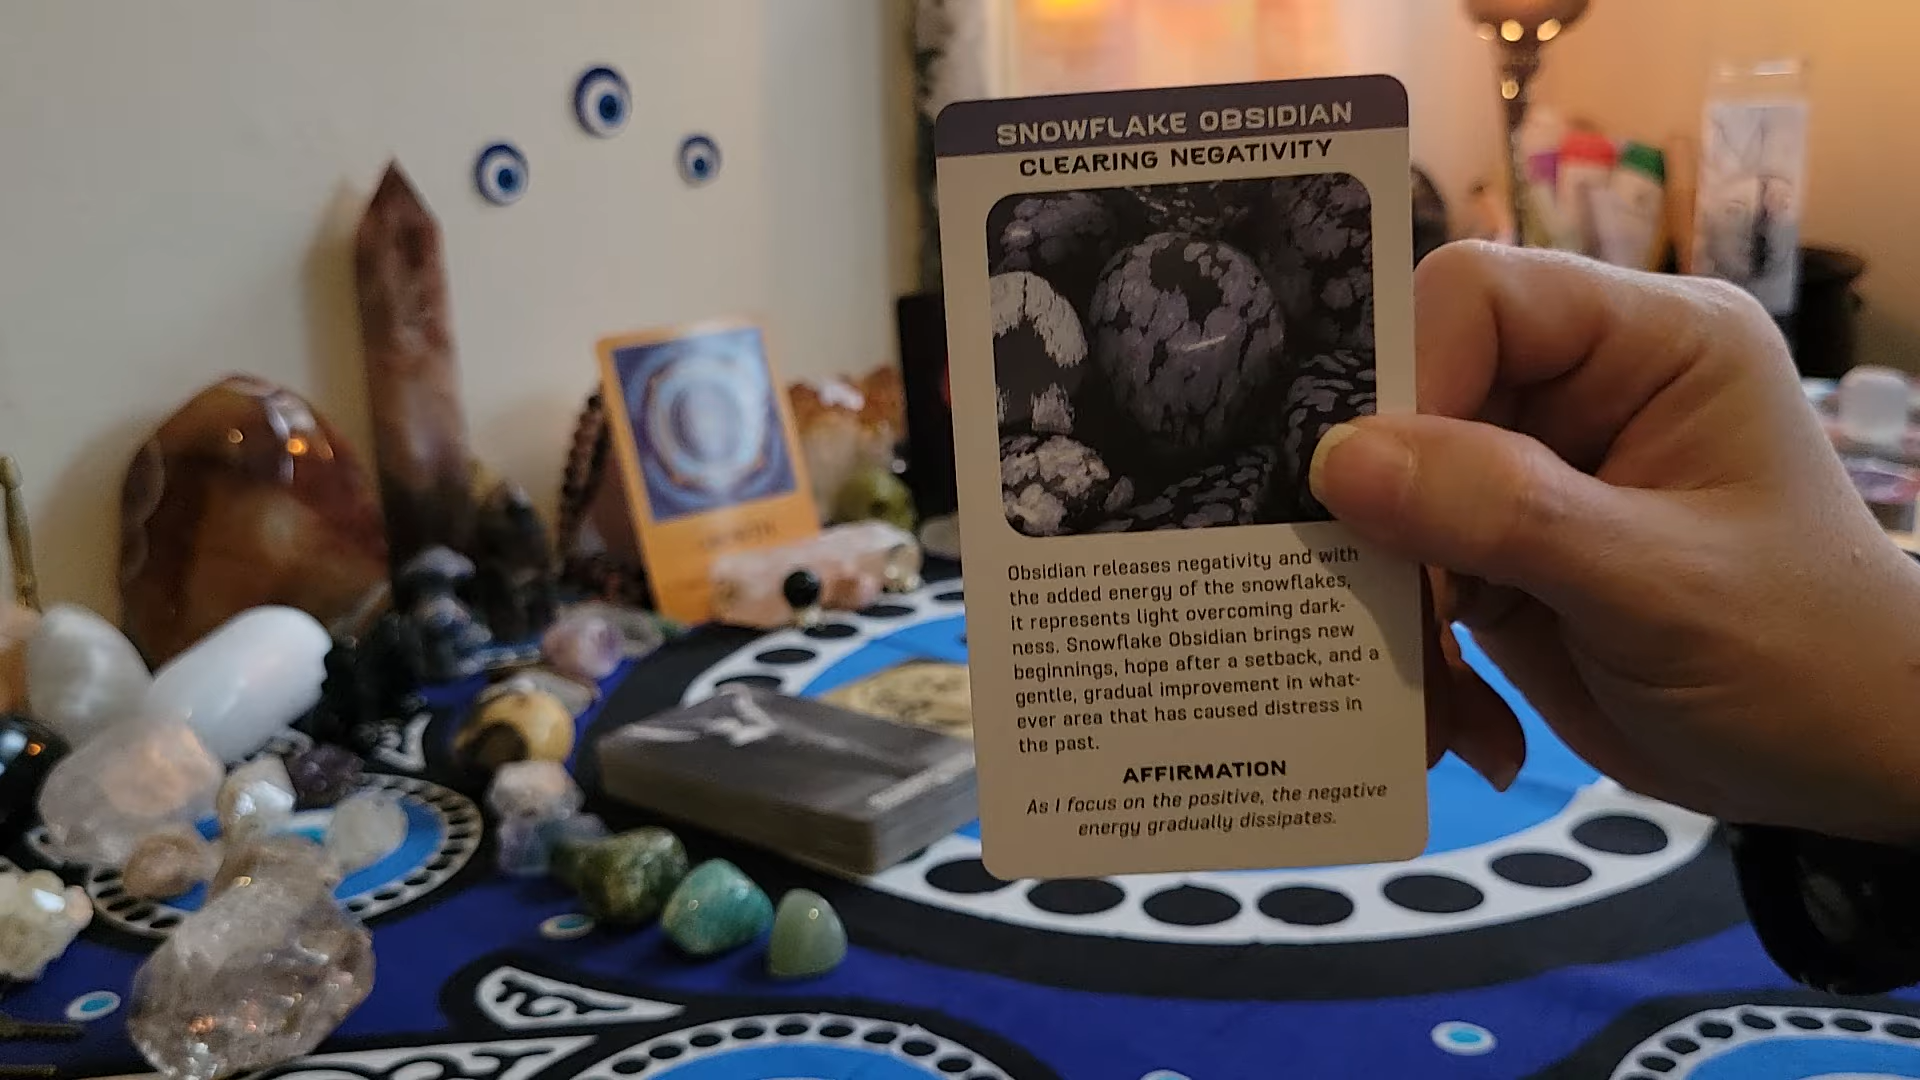 SNOWFLAKE OBSIDIAN
CLEARING NEGATIVITY
Obsidian releases negativity and with
the added energy of the snowflakes,
it represents light overcoming dark-
ness. Snowflake Obsidian brings new
beginnings, hope after a setback, and a
gentle, gradual improvement in what-
ever area that has caused distress in
the past.
AFFIRMATION
As I focus on the positive, the negative
energy gradually dissipates.